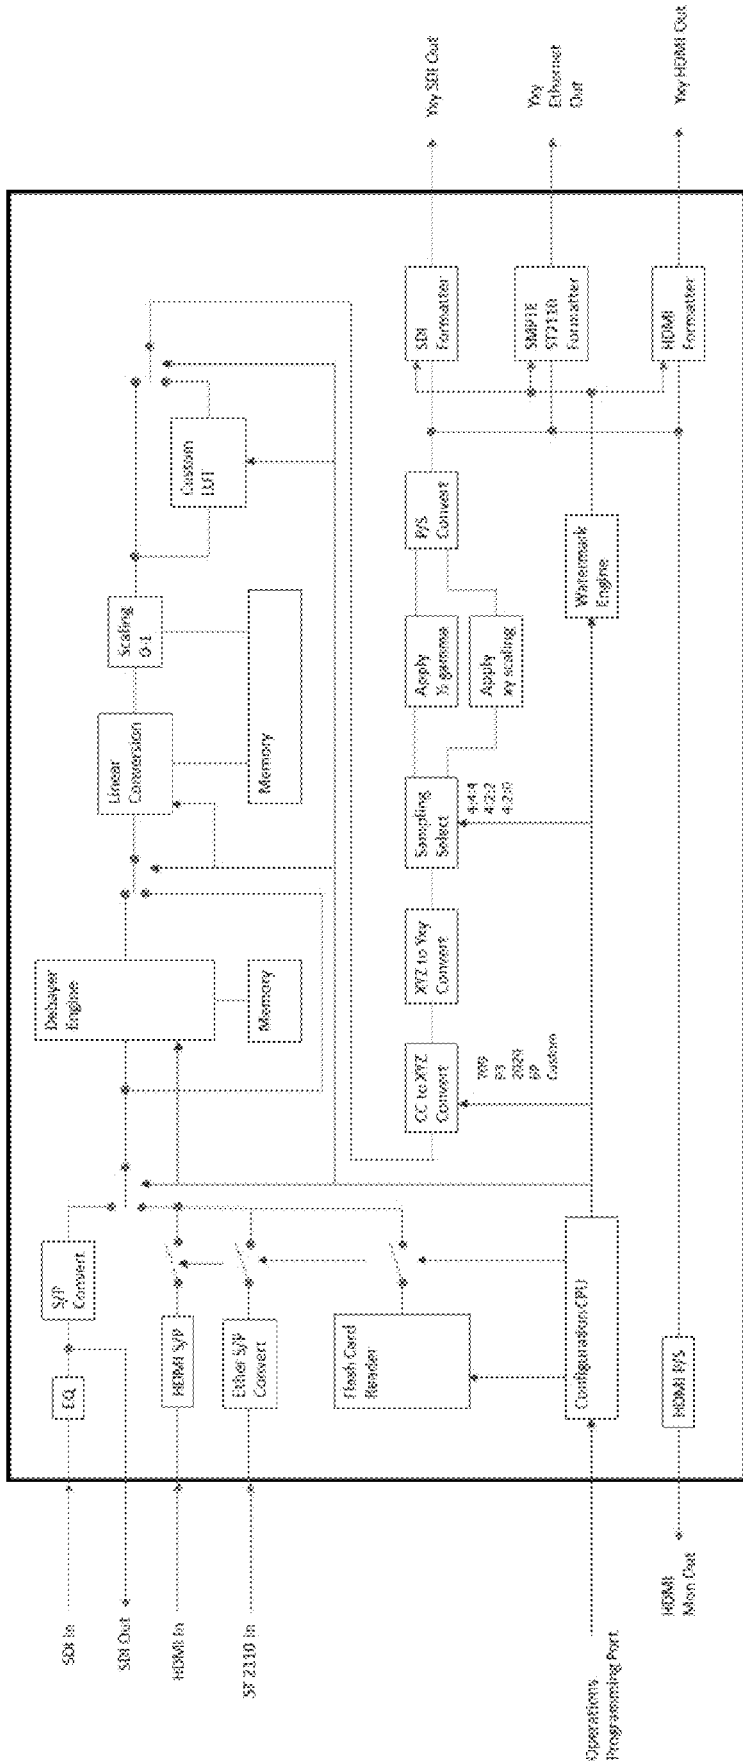 SDI In
SDI Out
HDMI In
ST 2110 In
Operations
Programming Port
HDMI
Mon Out
EQ
S/P
Convert
HDMI S/P
Ether S/P
Convert
Flash Card
Reader
Configuration CPU
HDMI P/S
Debayer
Engine
Memory
Linear
Conversion
Scaling
0-1
Memory
Custom
LUT
CC to XYZ
Convert
709
P3
2020
RP
Custom
XYZ to Yxy
Convert
Sampling
Select
4:4:4
4:2:2
4:2:0
Apply
½ gamma
Apply
xy scaling
P/S
Convert
Watermark
Engine
SDI
Formatter
SMPTE
ST2110
Formatter
HDMI
Formatter
Yxy SDI Out
Yxy
Ethernet
Out
Yxy HDMI Out